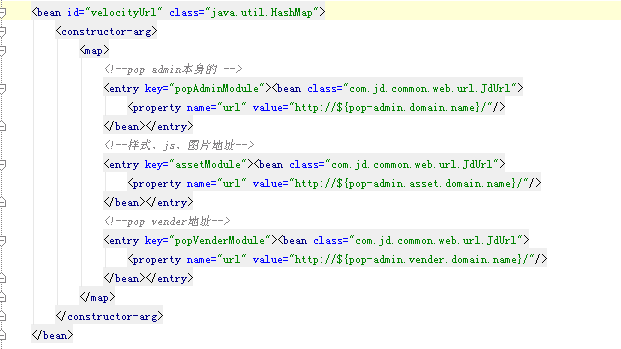 <bean id="velocityUrl" class="java.util.HashMap">
<constructor-arg>
<map>
<!--pop admin本身的 -->
<entry key="popAdminModule"><bean class="com.jd.common.web.url.JdUrl">
<property name="url" value="http://${pop-admin.domain.name}/"/>
</bean></entry>
<!--样式、js、图片地址-->
<entry key="assetModule"><bean class="com.jd.common.web.url.JdUrl">
<property name="url" value="http://${pop-admin.asset.domain.name}/"/>
</bean></entry>
<!--pop vender地址-->
<entry key="popVenderModule"><bean class="com.jd.common.web.url.JdUrl">
<property name="url" value="http://${pop-admin.vender.domain.name}/"/>
</bean></entry>
</map>
</constructor-arg>
</bean>